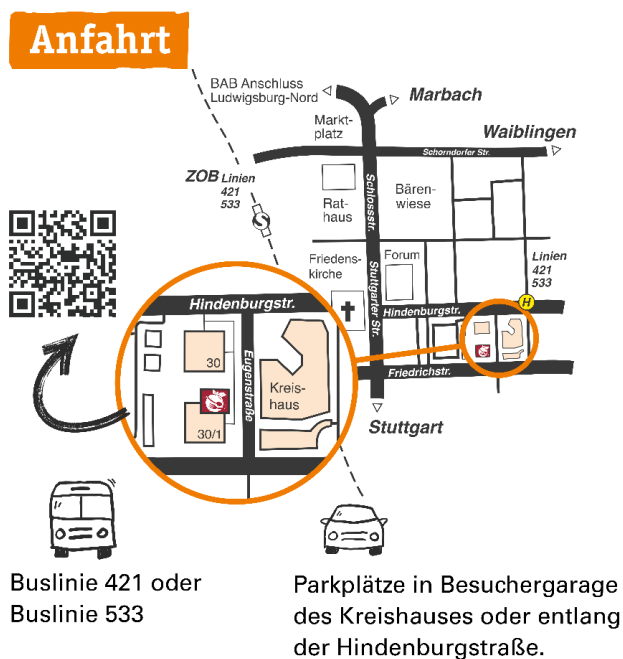 Anfahrt
BAB Anschluss
Ludwigsburg-Nord
Marbach
Markt-
platz
Waiblingen
Schorndorfer Str.
ZOB Linien
421
533
Schlossstr.
Rat-
haus
Bären-
wiese
Friedens-
kirche
Forum
Linien
421
533
Stuttgarter Str.
H
Hindenburgstr.
Hindenburgstr.
30
Eugenstraße
Kreis-
haus
30/1
Friedrichstr.
Stuttgart
Buslinie 421 oder
Buslinie 533
Parkplätze in Besuchergarage
des Kreishauses oder entlang
der Hindenburgstraße.